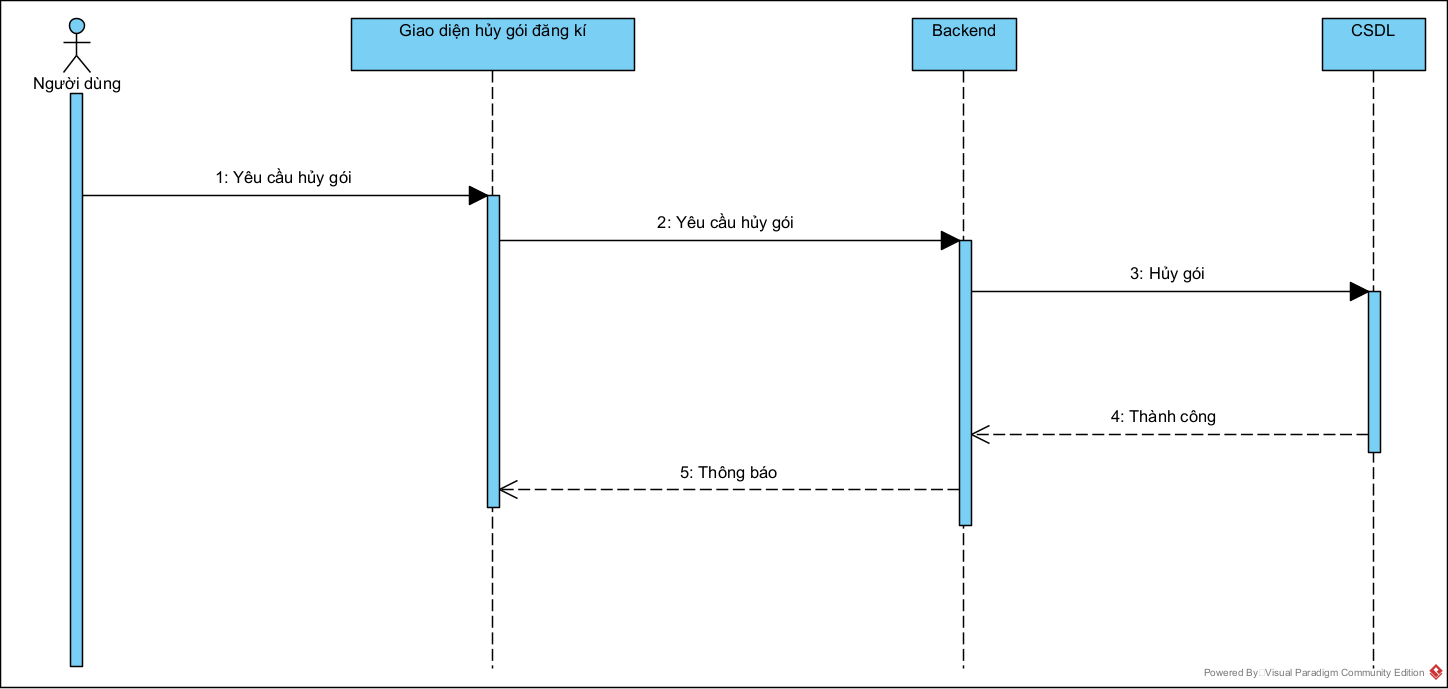 Giao diện hủy gói đăng kí
Backend
CSDL
Người dùng
1: Yêu cầu hủy gói
2: Yêu cầu hủy gói
3: Hủy gói
4: Thành công
5: Thông báo
Powered By Visual Paradigm Community Edition